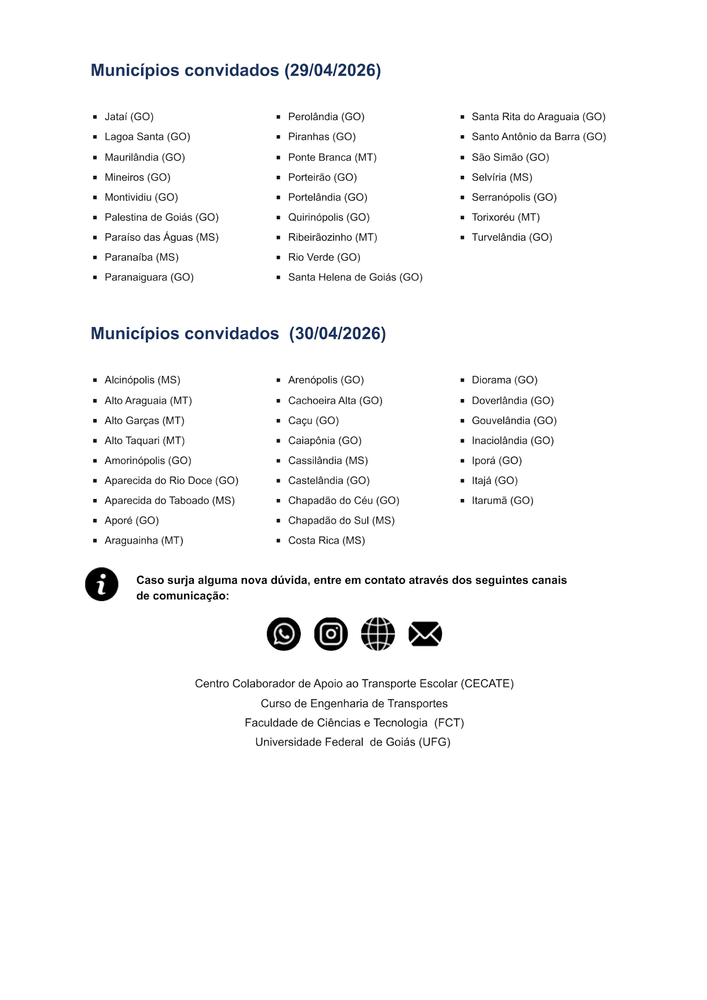 Municípios convidados (29/04/2026)
Jataí (GO)
Lagoa Santa (GO)
Maurilândia (GO)
Mineiros (GO)
Montividiu (GO)
Palestina de Goiás (GO)
Paraíso das Águas (MS)
Paranaíba (MS)
Paranaiguara (GO)
Perolândia (GO)
Piranhas (GO)
Ponte Branca (MT)
Porteirão (GO)
Portelândia (GO)
Quirinópolis (GO)
Ribeirãozinho (MT)
Rio Verde (GO)
Santa Helena de Goiás (GO)
Santa Rita do Araguaia (GO)
Santo Antônio da Barra (GO)
São Simão (GO)
Selvíria (MS)
Serranópolis (GO)
Torixoréu (MT)
Turvelândia (GO)
Municípios convidados  (30/04/2026)
Alcinópolis (MS)
Alto Araguaia (MT)
Alto Garças (MT)
Alto Taquari (MT)
Amorinópolis (GO)
Aparecida do Rio Doce (GO)
Aparecida do Taboado (MS)
Aporé (GO)
Araguainha (MT)
Arenópolis (GO)
Cachoeira Alta (GO)
Caçu (GO)
Caiapônia (GO)
Cassilândia (MS)
Castelândia (GO)
Chapadão do Céu (GO)
Chapadão do Sul (MS)
Costa Rica (MS)
Diorama (GO)
Doverlândia (GO)
Gouvelândia (GO)
Inaciolândia (GO)
Iporá (GO)
Itajá (GO)
Itarumã (GO)
Caso surja alguma nova dúvida, entre em contato através dos seguintes canais
de comunicação:
Centro Colaborador de Apoio ao Transporte Escolar (CECATE)
Curso de Engenharia de Transportes
Faculdade de Ciências e Tecnologia  (FCT)
Universidade Federal  de Goiás (UFG)